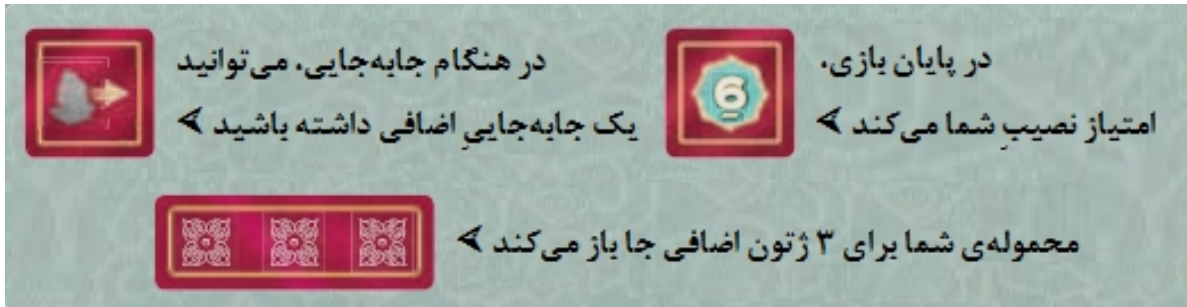 در پایان بازی،
امتیاز نصیبِ شما می‌کند ➤
6
در هنگام جابه‌جایی، می‌توانید
یک جابه‌جاییِ اضافی داشته باشید ➤
محموله‌ی شما برای ۳ ژتون اضافی جا باز می‌کند ➤